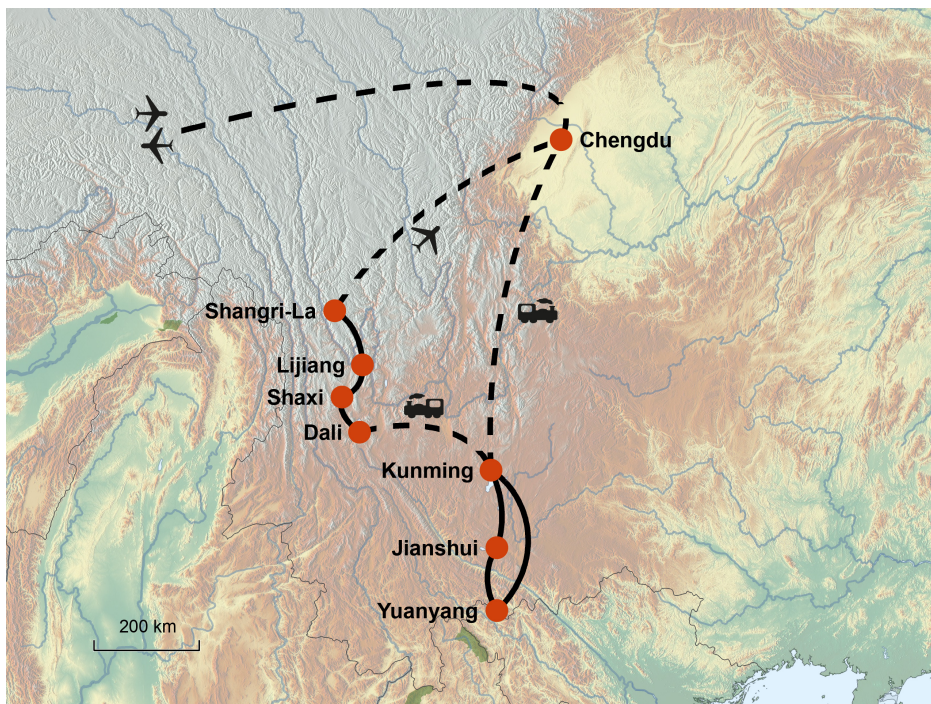 Chengdu
Shangri-La
Lijiang
Shaxi
Dali
Kunming
Jianshui
Yuanyang
200 km